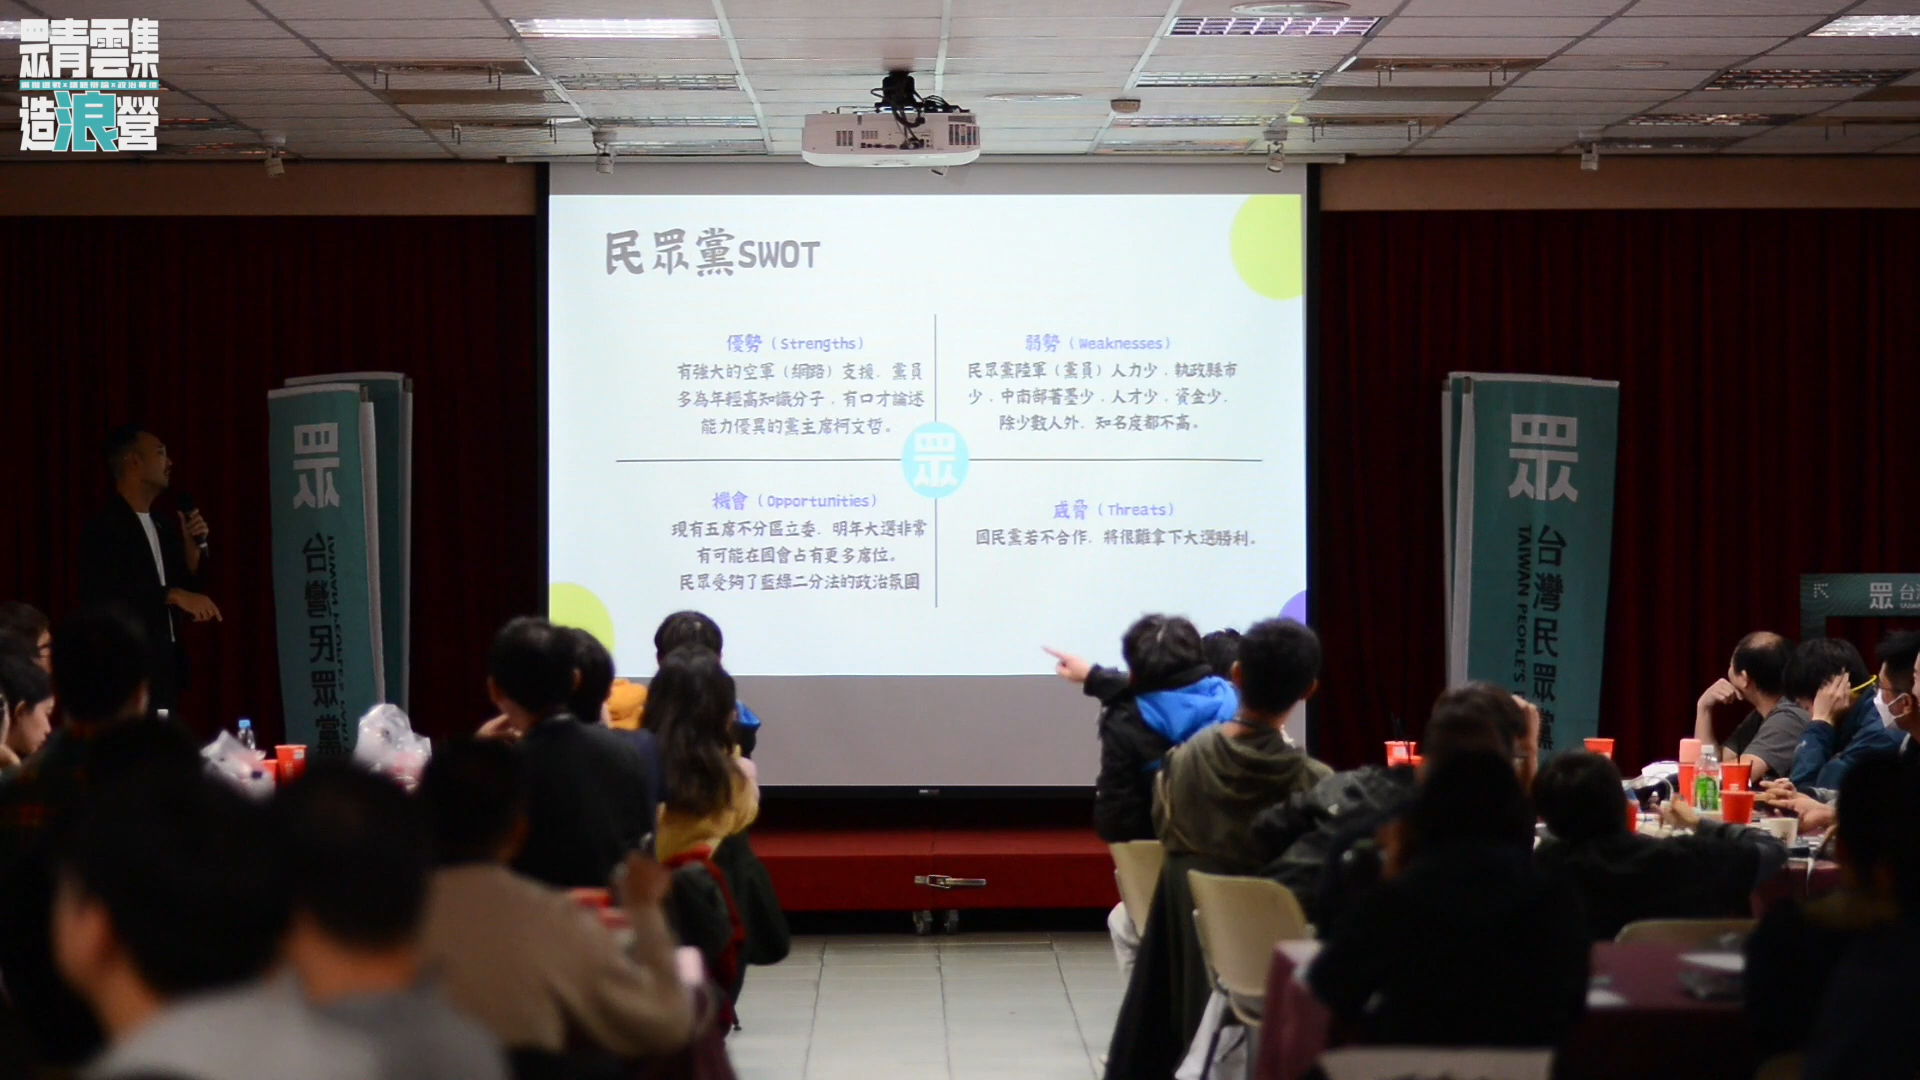 眾青雲集
造浪營
民眾黨SWOT
優勢（Strengths）
有強大的空軍（網路）支援．黨員
多為年輕高知識分子，有口才論述
能力優異的黨主席柯文哲。
弱勢（Weaknesses）
民眾黨陸軍（黨員）人力少．執政縣市
少．中南部著墨少．人才少．資金少．
除少數人外．知名度都不高。
眾
機會（Opportunities）
現有五席不分區立委．明年大選非常
有可能在國會占有更多席位。
民眾受夠了藍綠二分法的政治氛圍
威脅（Threats）
國民黨若不合作．將很難拿下大選勝利。
眾
台灣民眾黨
眾
台灣民眾黨
TAIWAN PEOPLE'S
眾 台